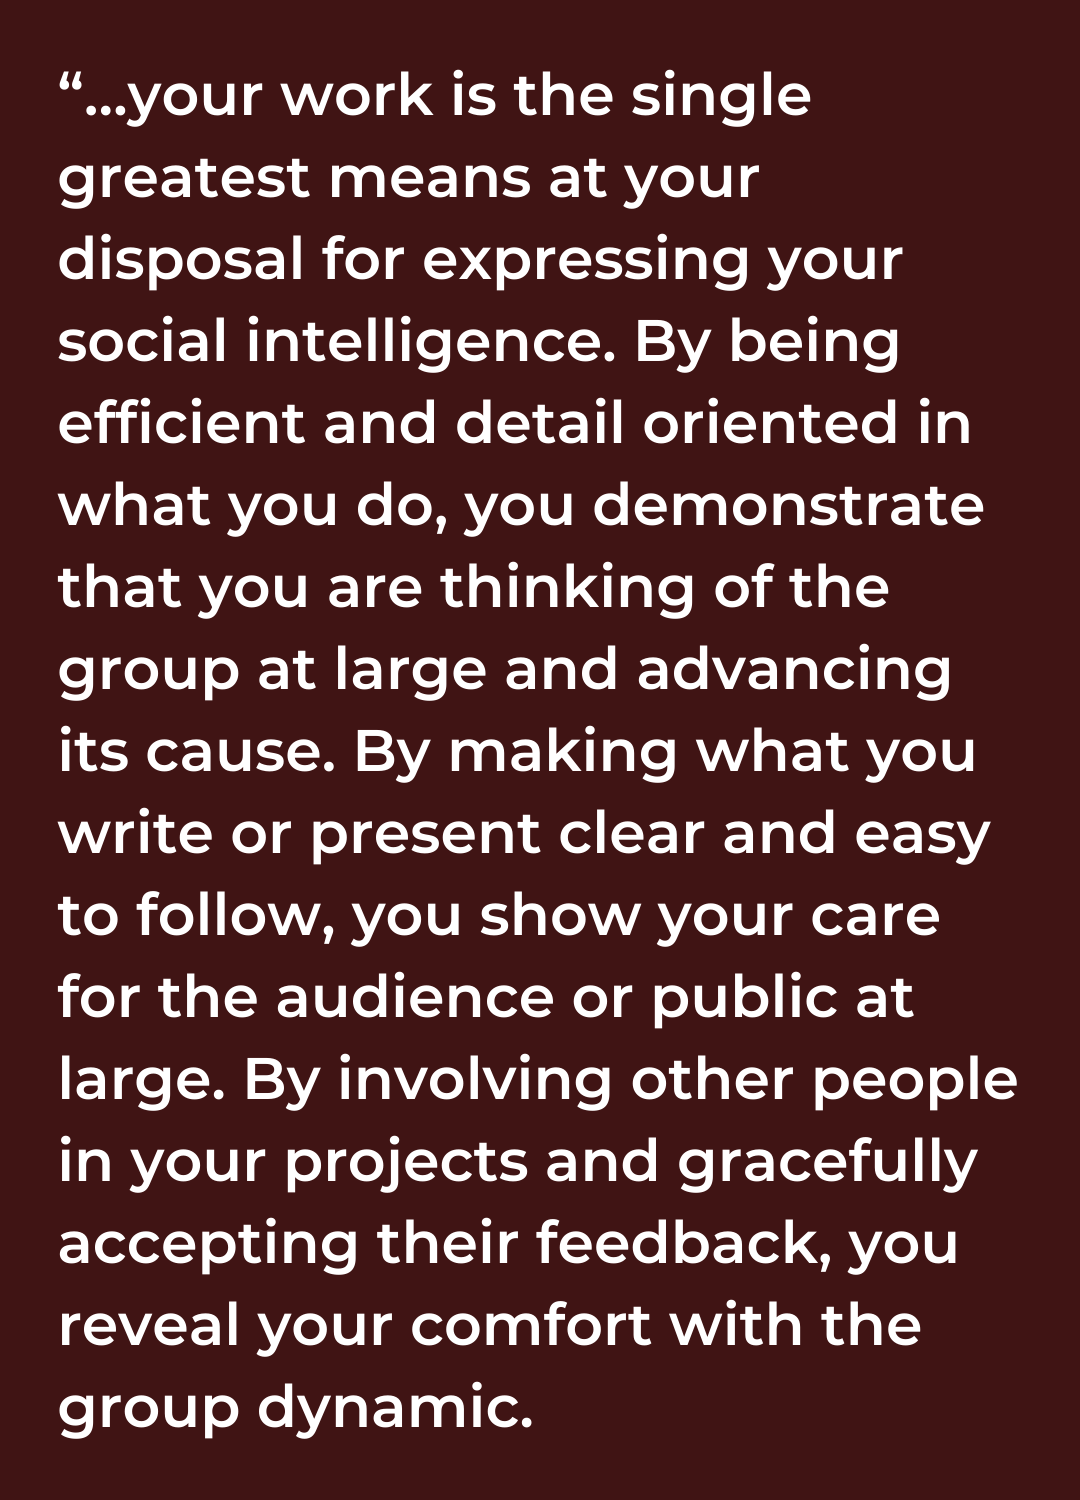 “...your work is the single
greatest means at your
disposal for expressing your
social intelligence. By being
efficient and detail oriented in
what you do, you demonstrate
that you are thinking of the
group at large and advancing
its cause. By making what you
write or present clear and easy
to follow, you show your care
for the audience or public at
large. By involving other people
in your projects and gracefully
accepting their feedback, you
reveal your comfort with the
group dynamic.